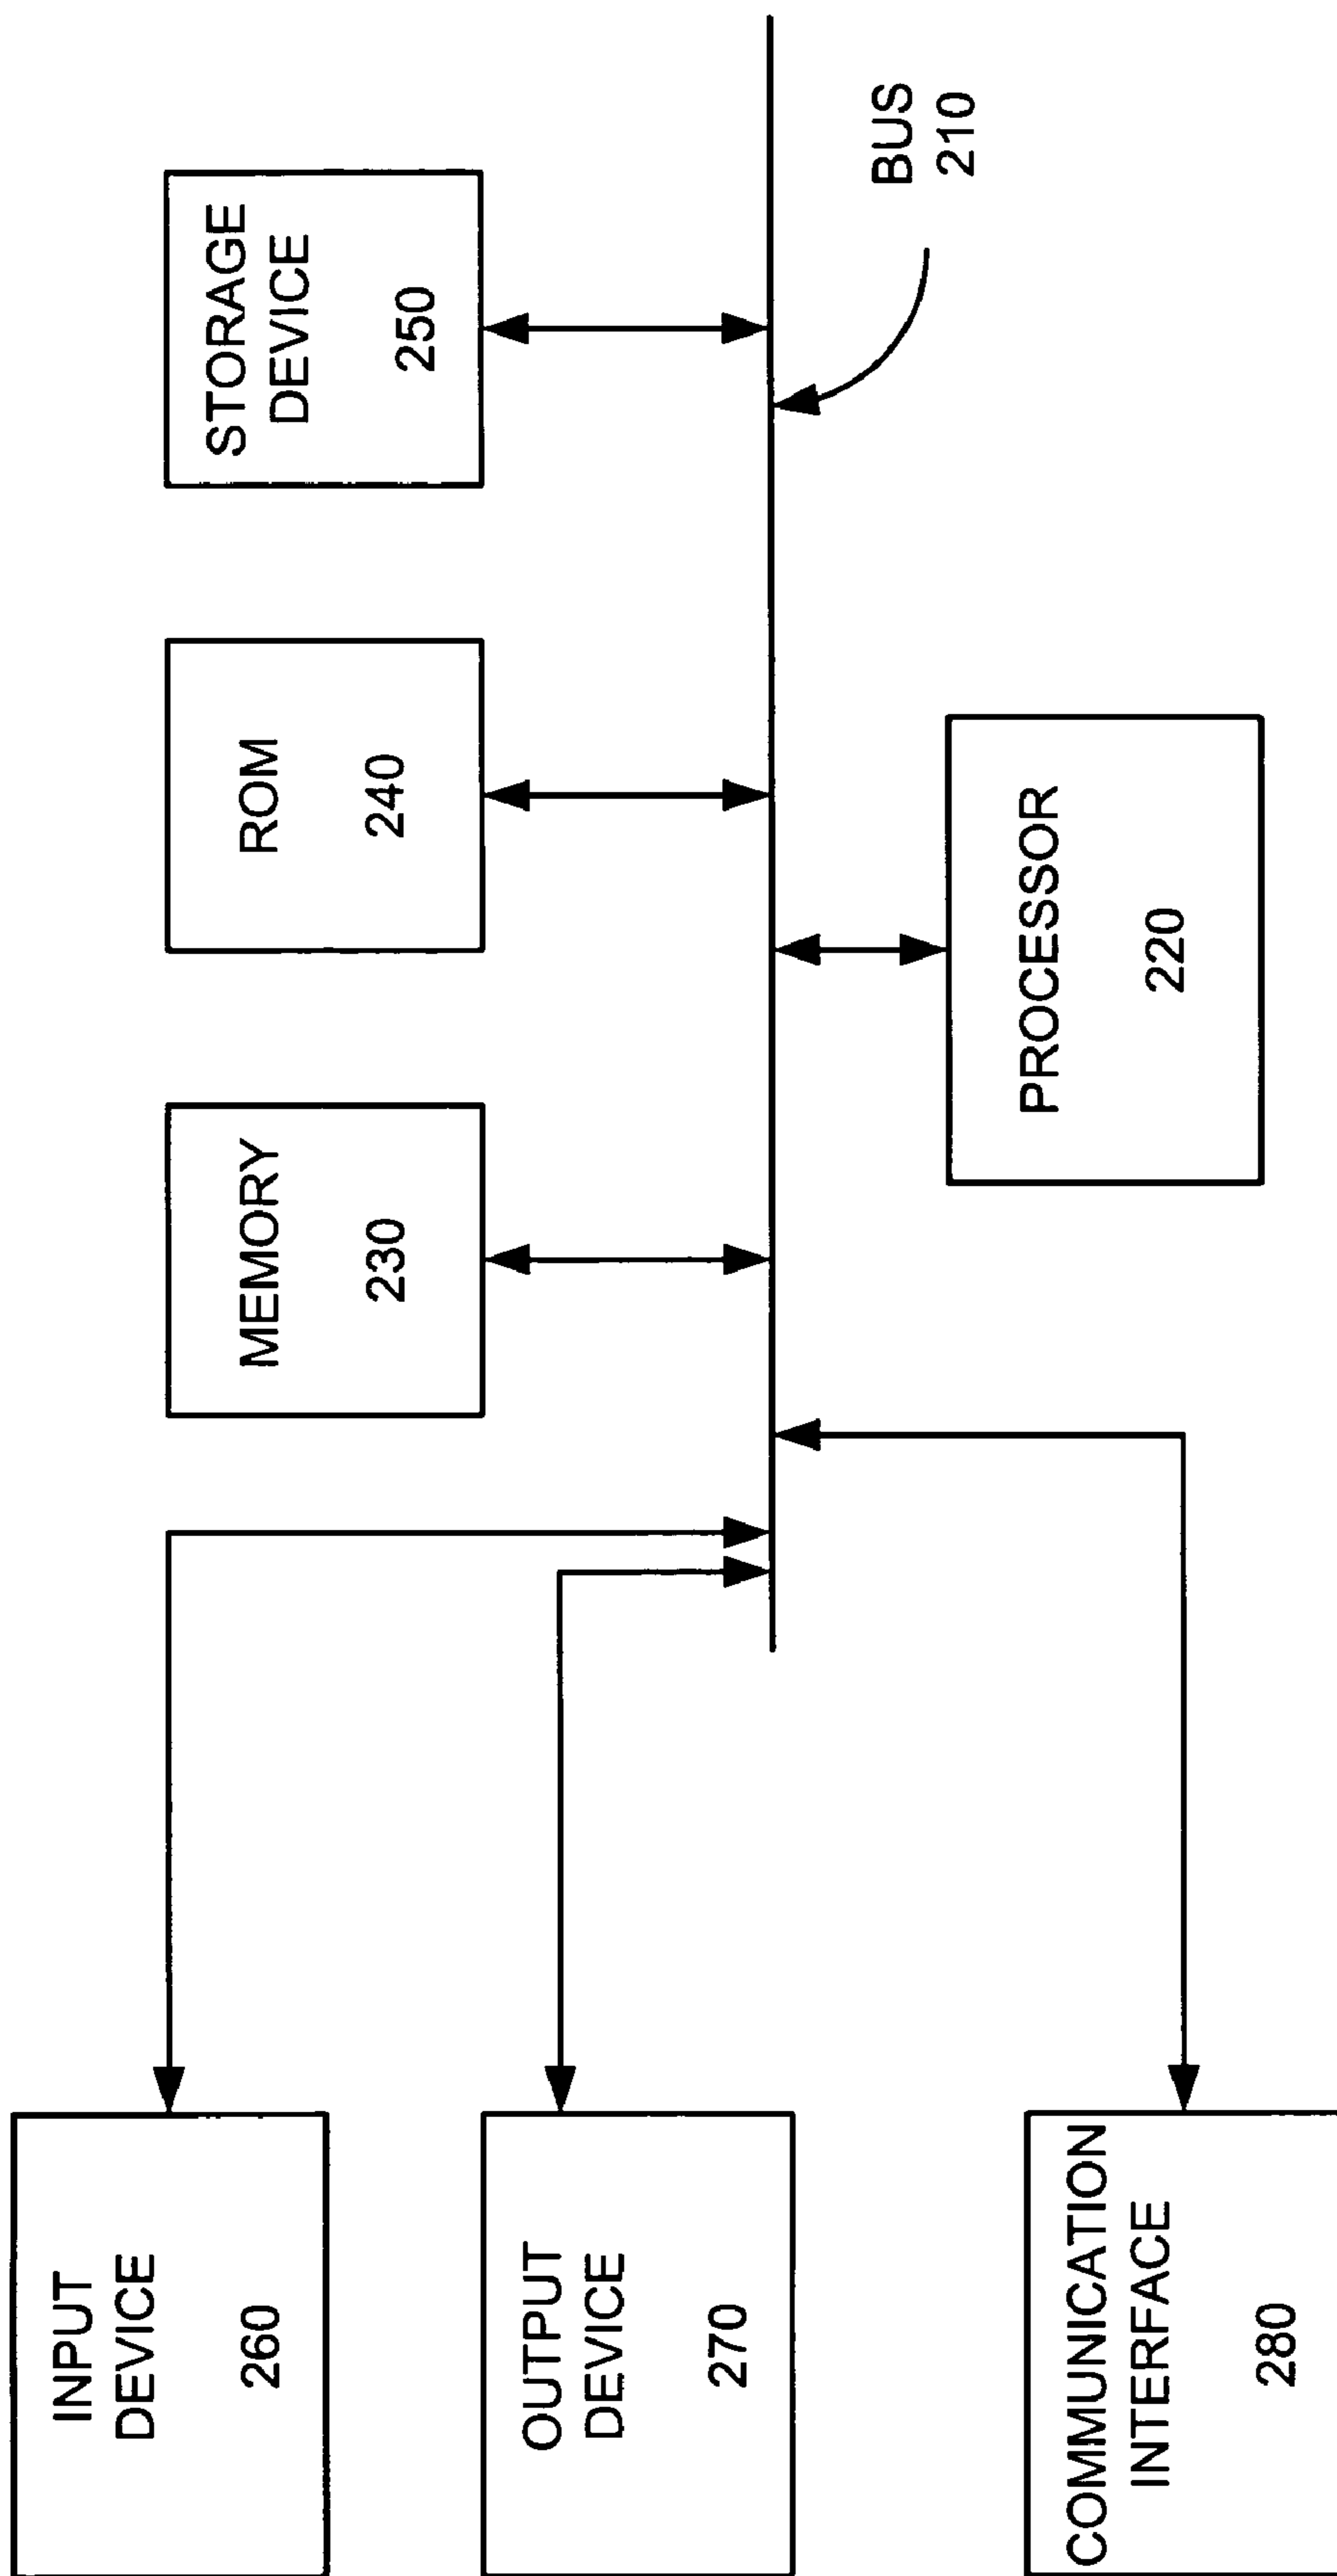 INPUT
DEVICE
260
OUTPUT
DEVICE
270
COMMUNICATION
INTERFACE
280
MEMORY
230
ROM
240
STORAGE
DEVICE
250
PROCESSOR
220
BUS
210